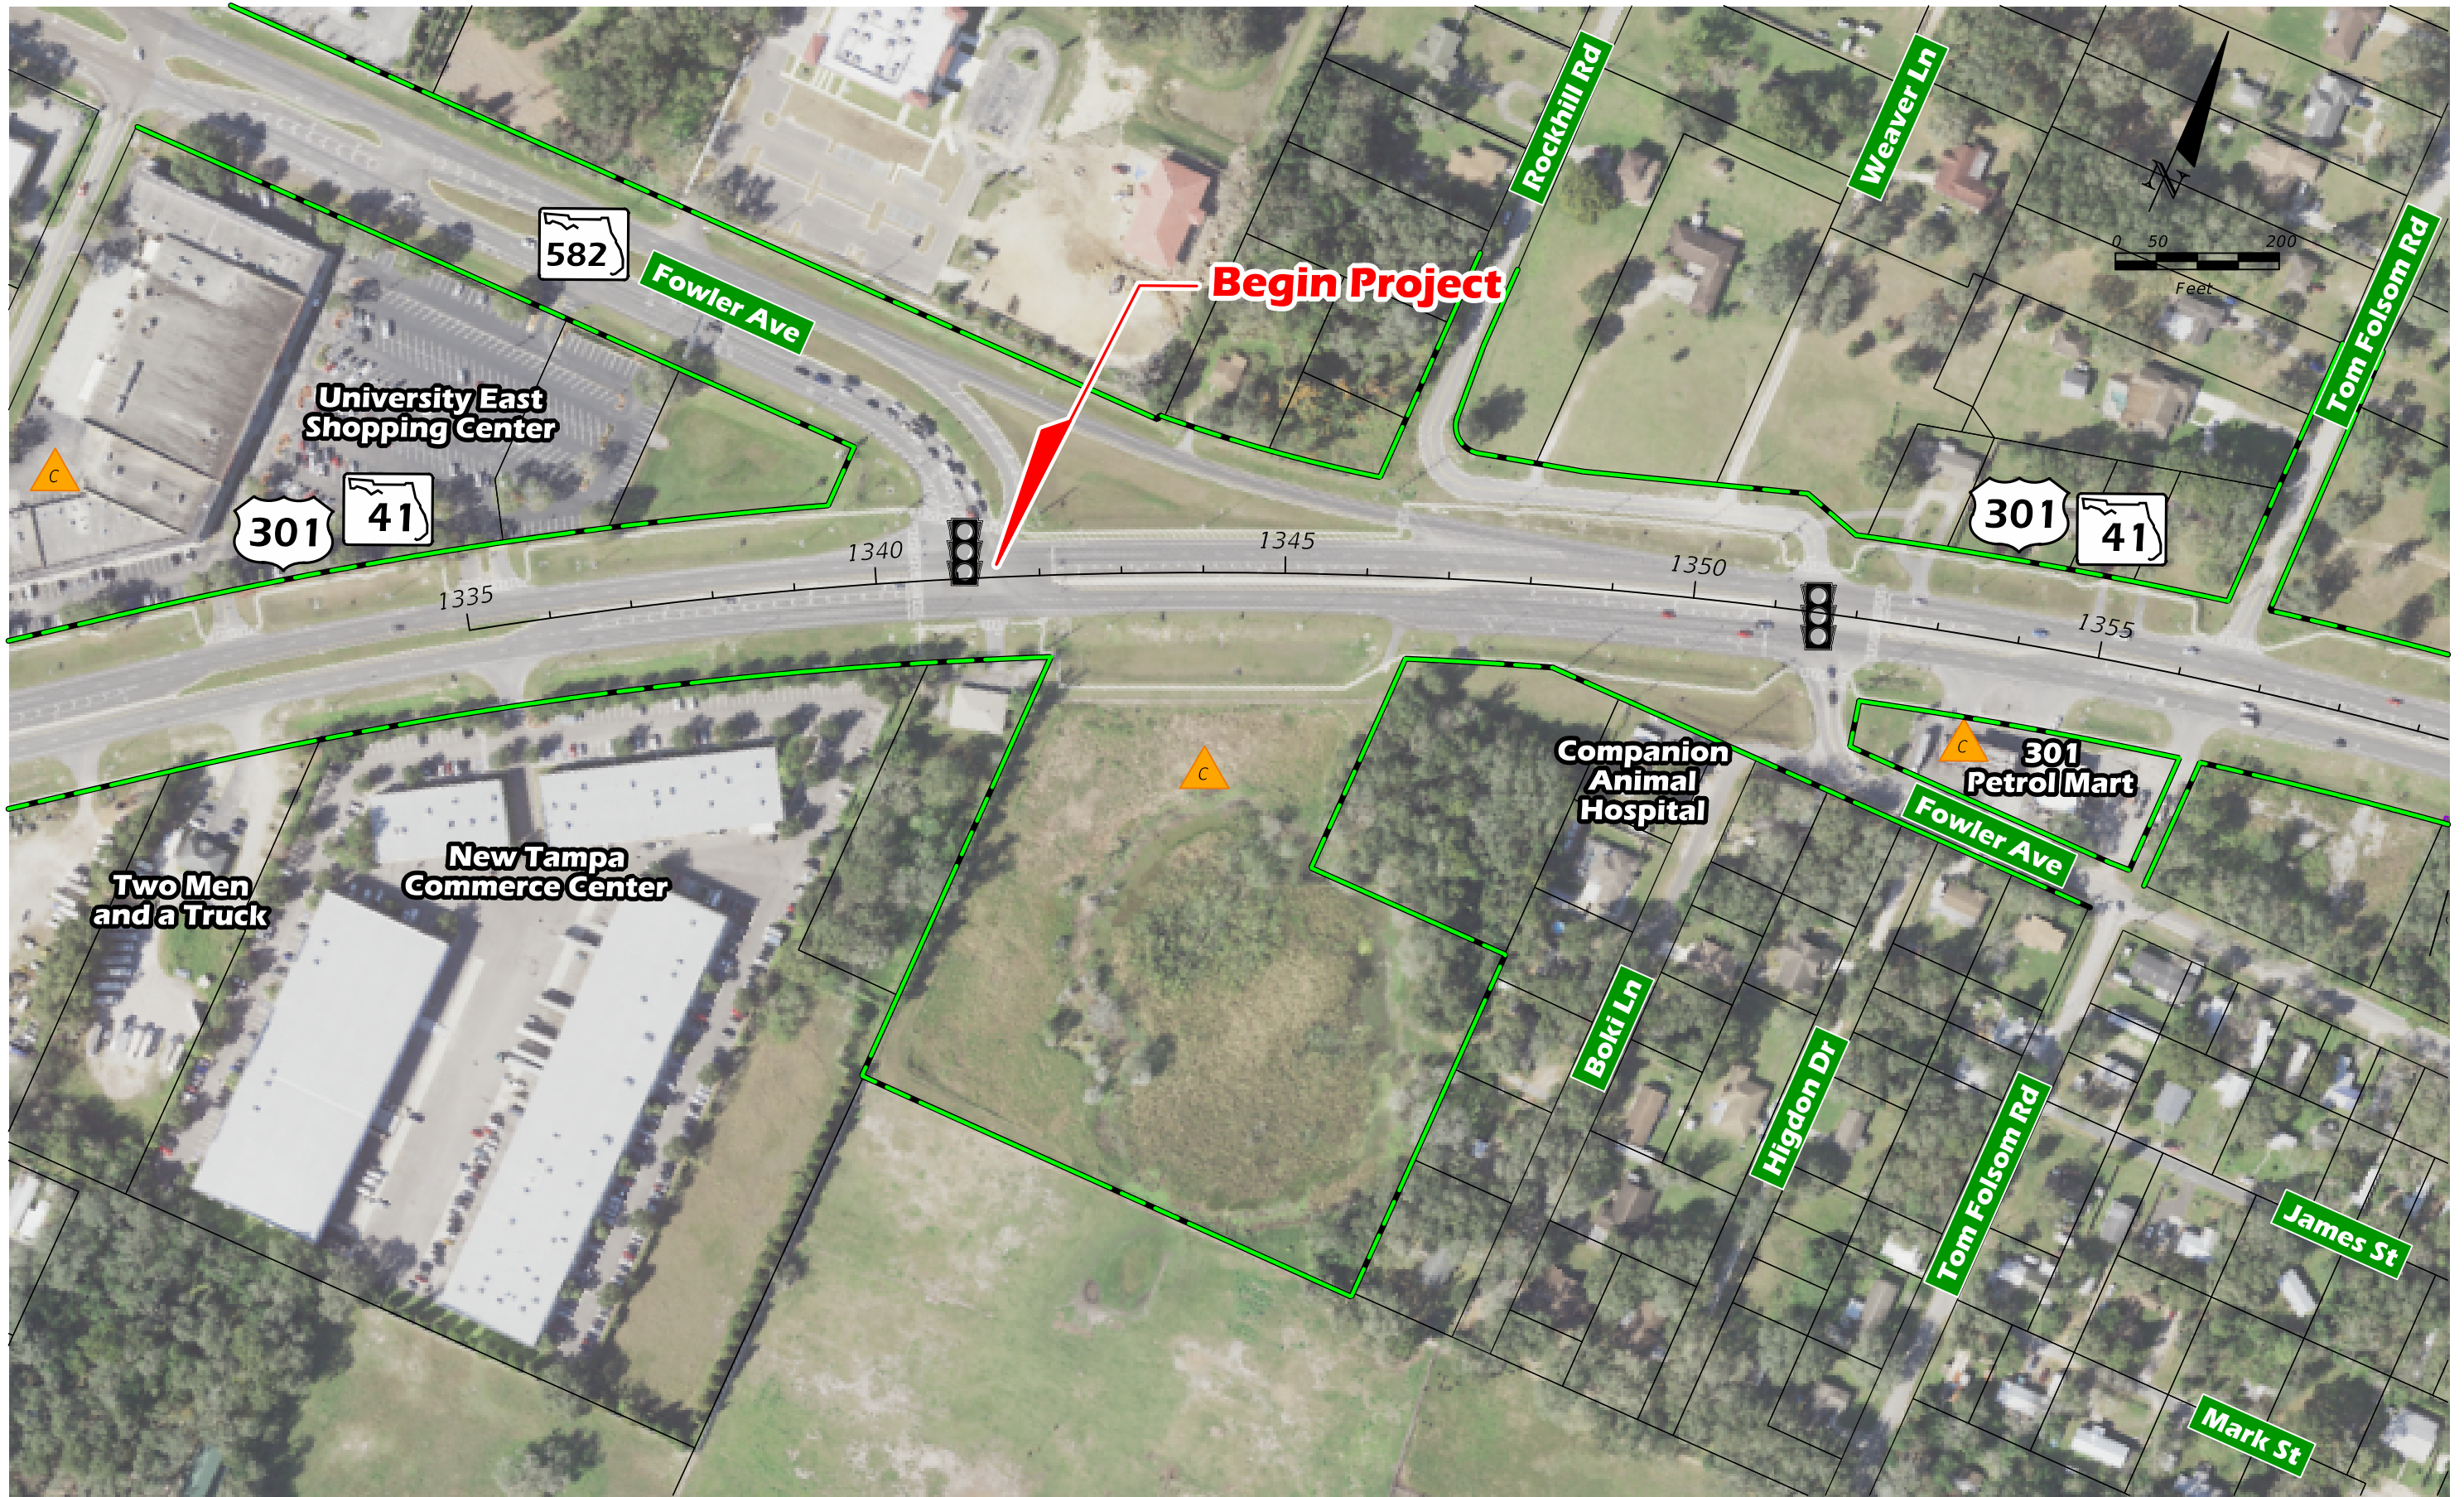 Rockhill Rd
Weaver Ln
N
0 50 200
Feet
Tom Folsom Rd
582
Fowler Ave
Begin Project
University East
Shopping Center
C
301
41
301
41
1335
1340
1345
1350
1355
C
Companion
Animal
Hospital
C
301
Petrol Mart
Fowler Ave
New Tampa
Commerce Center
Two Men
and a Truck
Boki Ln
Higdon Dr
Tom Folsom Rd
James St
Mark St